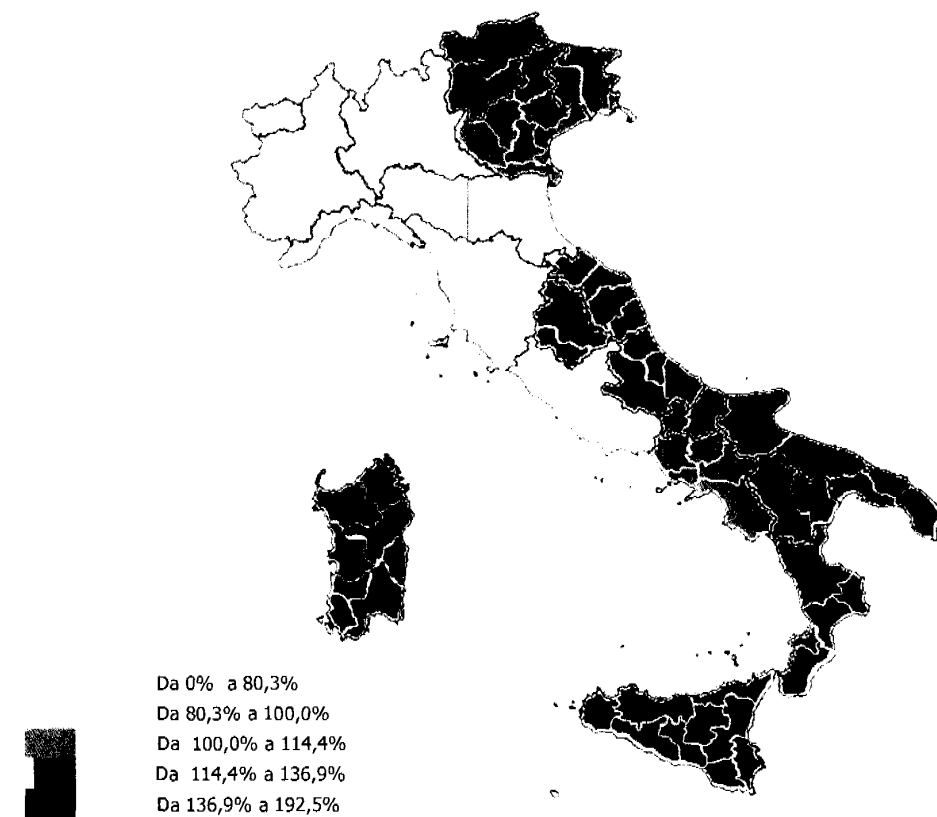 Da 0% a 80,3%
Da 80,3% a 100,0%
Da 100,0% a 114,4%
Da 114,4% a 136,9%
Da 136,9% a 192,5%